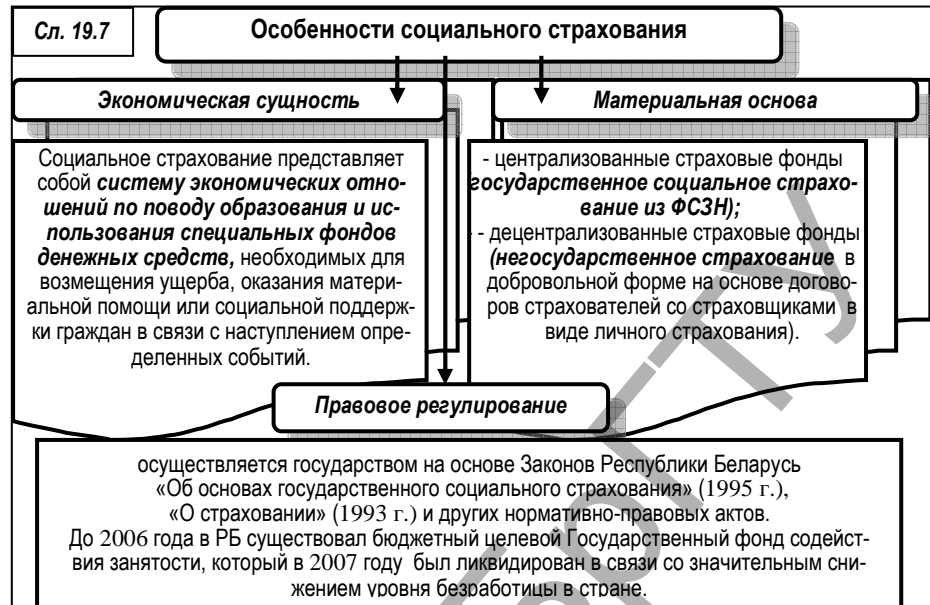 Сл. 19.7
Особенности социального страхования
Экономическая сущность
Социальное страхование представляет
собой систему экономических отно-
шений по поводу образования и ис-
пользования специальных фондов
денежных средств, необходимых для
возмещения ущерба, оказания матери-
альной помощи или социальной поддерж-
ки граждан в связи с наступлением опре-
деленных событий.
Материальная основа
- централизованные страховые фонды
государственное социальное страхо-
вание из ФСЗН);
- децентрализованные страховые фонды
(негосударственное страхование в
добровольной форме на основе догово-
ров страхователей со страховщиками в
виде личного страхования).
Правовое регулирование
осуществляется государством на основе Законов Республики Беларусь
«Об основах государственного социального страхования» (1995 г.),
«О страховании» (1993 г.) и других нормативно-правовых актов.
До 2006 года в РБ существовал бюджетный целевой Государственный фонд содейст-
вия занятости, который в 2007 году был ликвидирован в связи со значительным сни-
жением уровня безработицы в стране.